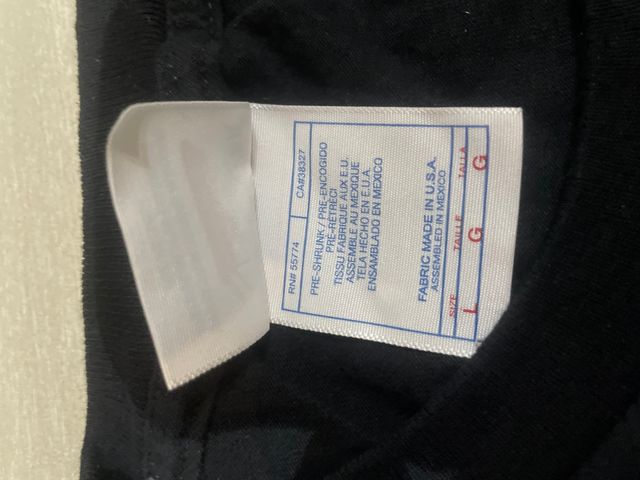 RN# 55774 CA#38327
PRE-SHRUNK / PRE-ENCOGIDO
PRE-RÉTRÉCI
TISSU FABRIQUE AUX E.U.
ASSEMBLE AU MEXIQUE
TELA HECHO EN E.U.A.
ENSAMBLADO EN MEXICO
FABRIC MADE IN U.S.A.
ASSEMBLED IN MEXICO
SIZE TAILLE TALLA
L G G